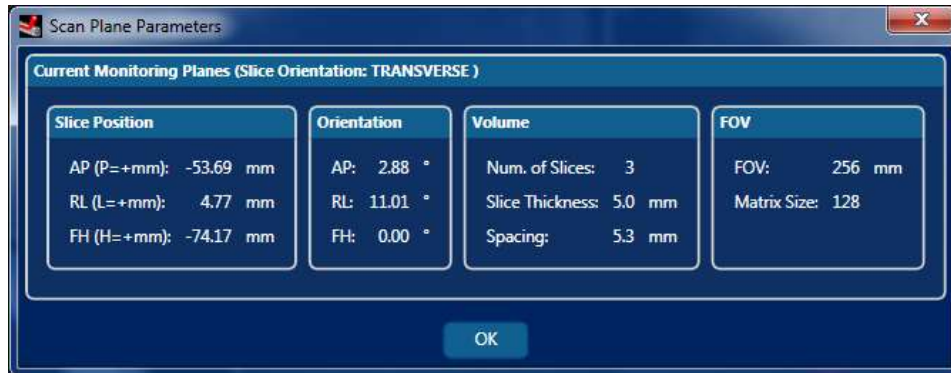 Scan Plane Parameters
x
Current Monitoring Planes (Slice Orientation: TRANSVERSE )
Slice Position
AP (P=+mm): -53.69 mm
RL (L=+mm): 4.77 mm
FH (H=+mm): -74.17 mm
Orientation
AP: 2.88 °
RL: 11.01 °
FH: 0.00 °
Volume
Num. of Slices: 3
Slice Thickness: 5.0 mm
Spacing: 5.3 mm
FOV
FOV: 256 mm
Matrix Size: 128
OK